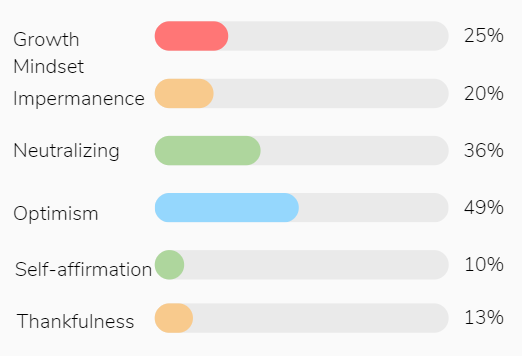 Growth 25%
Mindset
Impermanence 20%
Neutralizing 36%
Optimism 49%
Self-affirmation 10%
Thankfulness 13%